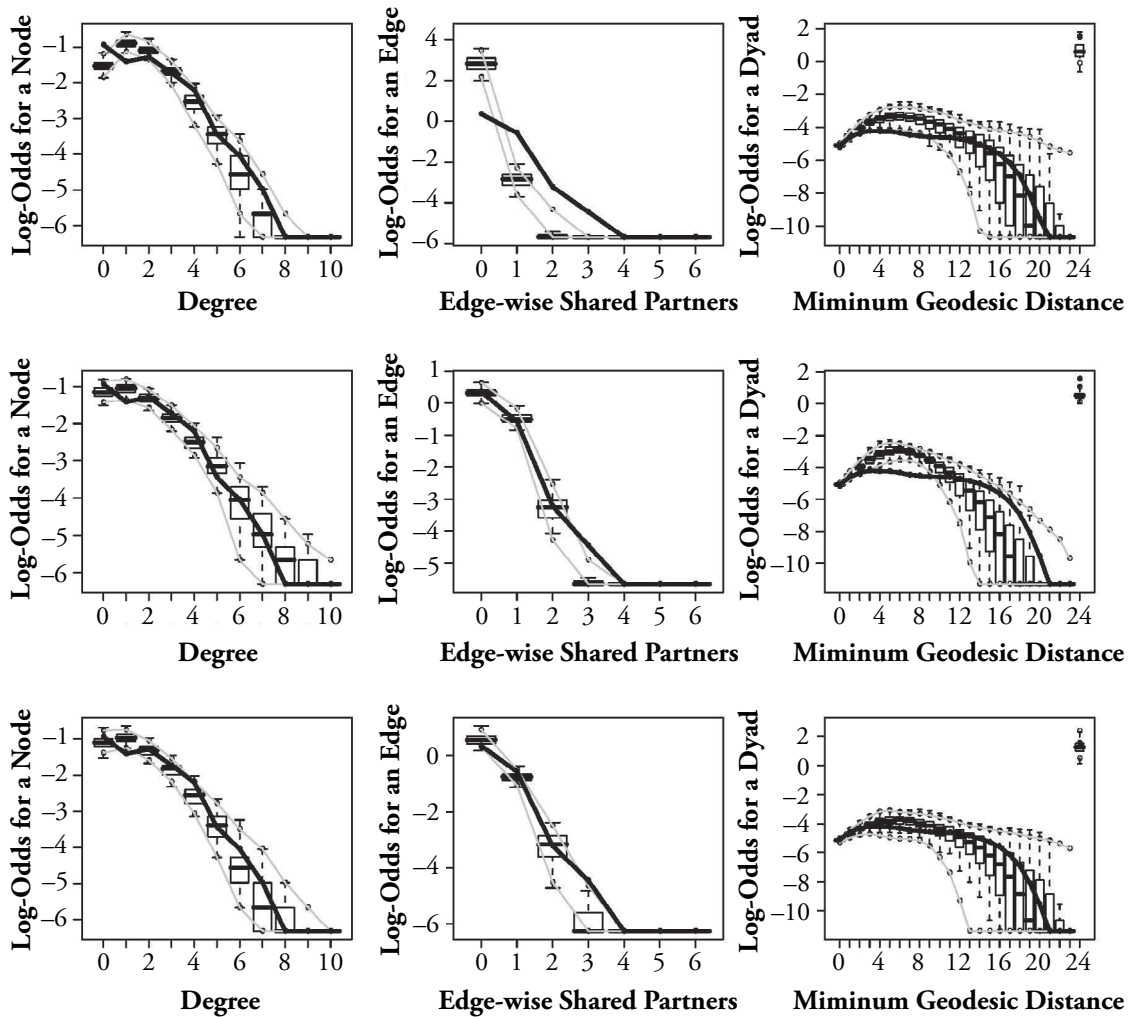 Log-Odds for a Node
−1
−2
−3
−4
−5
−6
0 2 4 6 8 10
Degree
Log-Odds for an Edge
4
2
0
−2
−4
−6
0 1 2 3 4 5 6
Edge-wise Shared Partners
Log-Odds for a Dyad
2
0
−2
−4
−6
−8
−10
0 4 8 12 16 20 24
Miminum Geodesic Distance
Log-Odds for a Node
−1
−2
−3
−4
−5
−6
0 2 4 6 8 10
Degree
Log-Odds for an Edge
1
0
−1
−2
−3
−4
−5
0 1 2 3 4 5 6
Edge-wise Shared Partners
Log-Odds for a Dyad
2
0
−2
−4
−6
−8
−10
0 4 8 12 16 20 24
Miminum Geodesic Distance
Log-Odds for a Node
−1
−2
−3
−4
−5
−6
0 2 4 6 8 10
Degree
Log-Odds for an Edge
0
−2
−4
−6
0 1 2 3 4 5 6
Edge-wise Shared Partners
Log-Odds for a Dyad
2
0
−2
−4
−6
−8
−10
0 4 8 12 16 20 24
Miminum Geodesic Distance